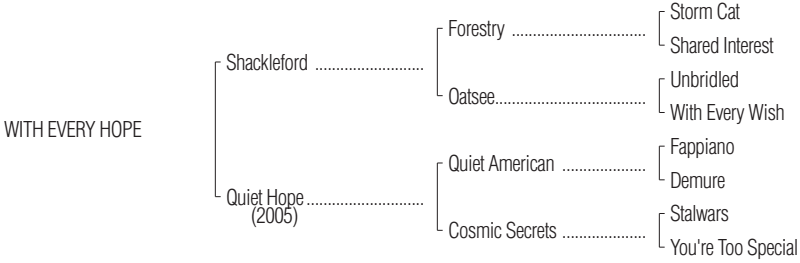 Storm Cat
Forestry ..............................
Shared Interest
Shackleford ........................
Unbridled
Oatsee..................................
With Every Wish
WITH EVERY HOPE
Fappiano
Quiet American ...................
Demure
Quiet Hope..........................
(2005)
Stalwars
Cosmic Secrets ...................
You're Too Special